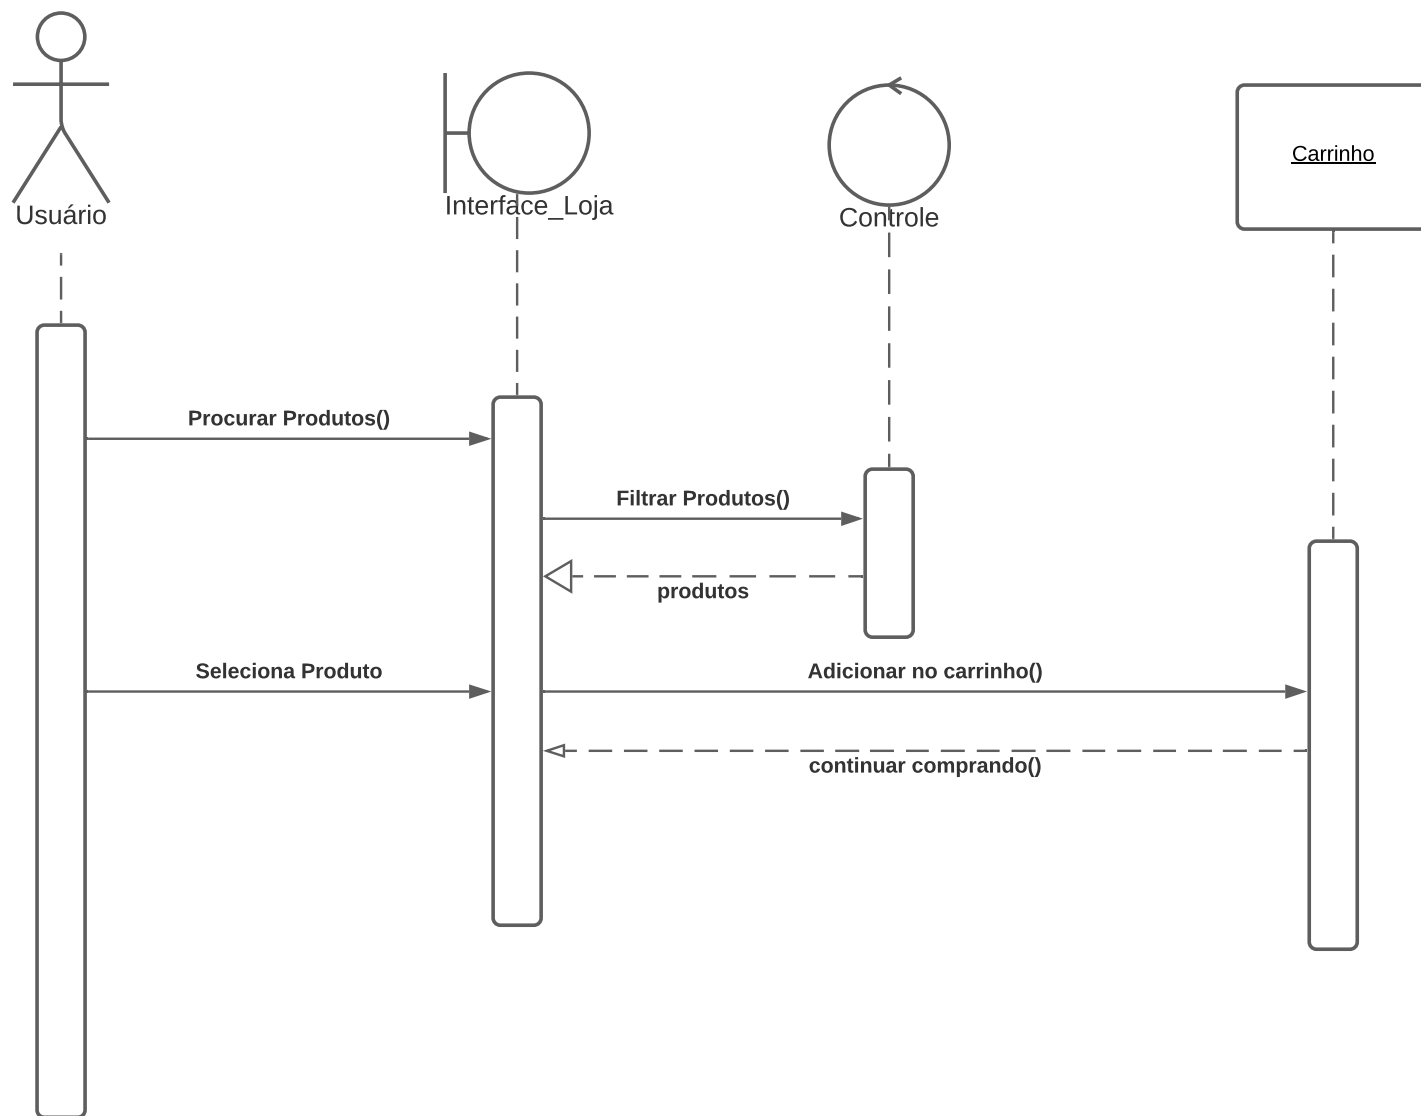 Usuário
Interface_Loja
Controle
Carrinho
Procurar Produtos()
Filtrar Produtos()
produtos
Seleciona Produto
Adicionar no carrinho()
continuar comprando()